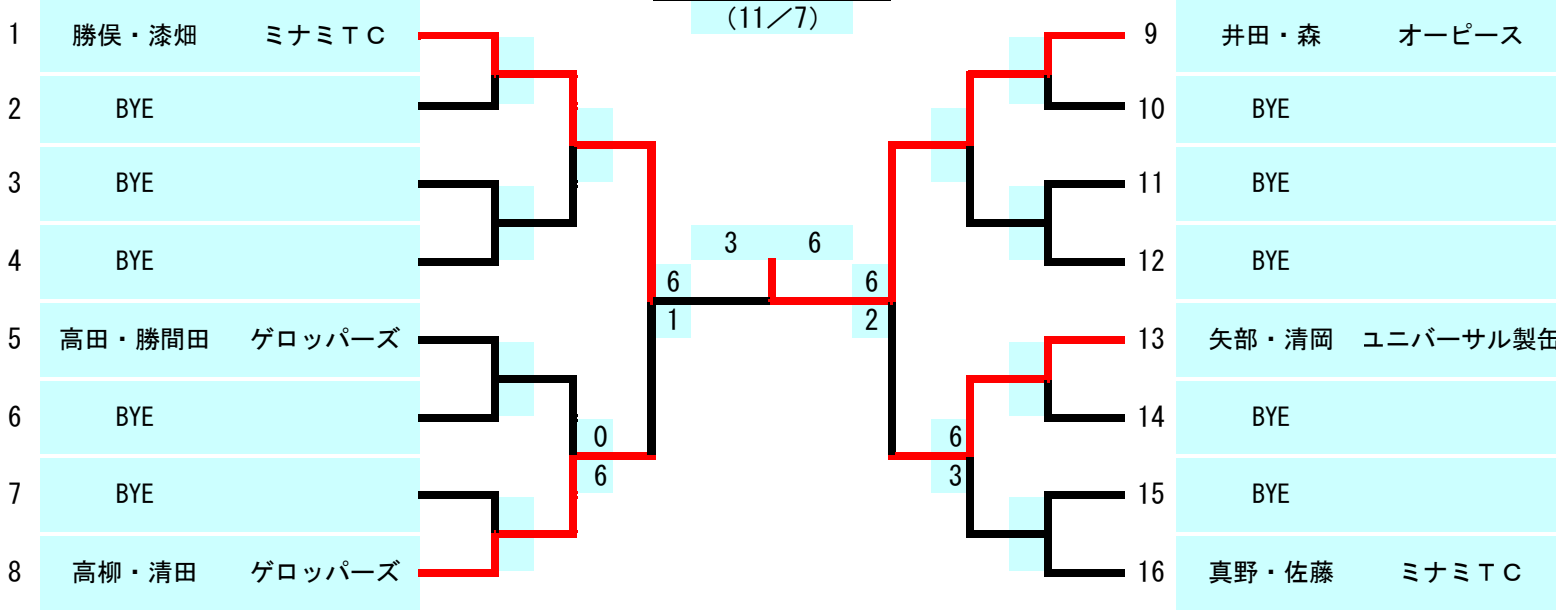 (11／7)
1 勝俣・漆畑 ミナミＴＣ
2 BYE
3 BYE
4 BYE
5 高田・勝間田 ゲロッパーズ
6 BYE
7 BYE
8 高柳・清田 ゲロッパーズ
0
6
6
1
3 6
6
2
6
3
9 井田・森 オーピース
10 BYE
11 BYE
12 BYE
13 矢部・清岡 ユニバーサル製缶
14 BYE
15 BYE
16 真野・佐藤 ミナミＴＣ